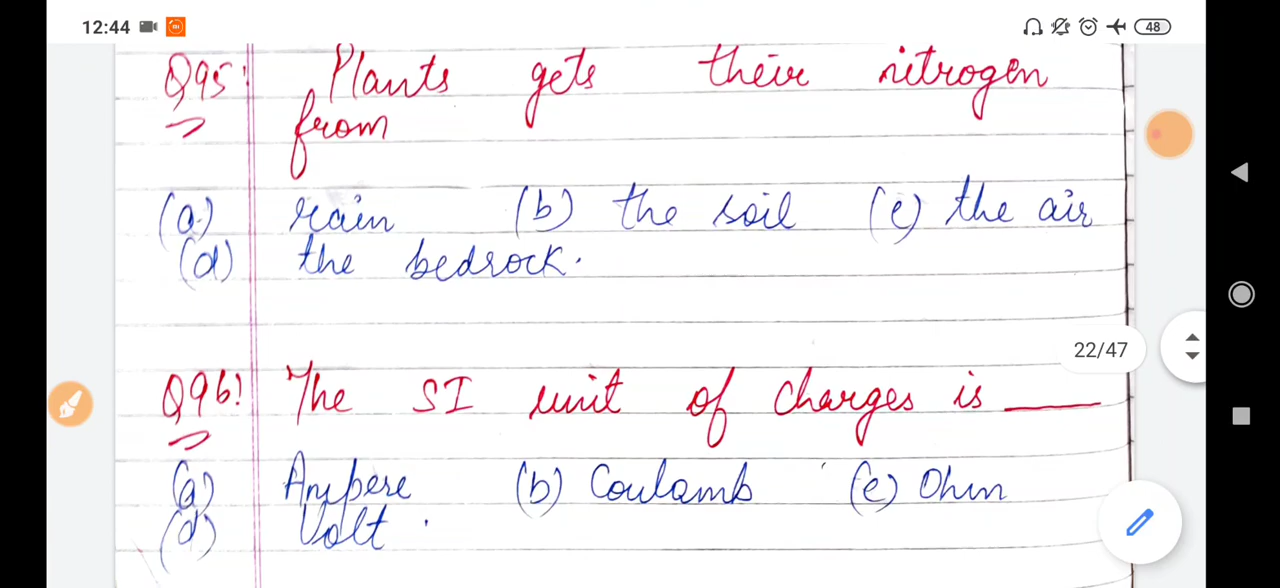 12:44
48
Q95: Plants gets their nitrogen
from
(a) rain (b) the soil (c) the air
(d) the bedrock.
22/47
Q96! The SI unit of charges is ___
(a) Ampere (b) Coulomb (c) Ohm
(d) Volt.